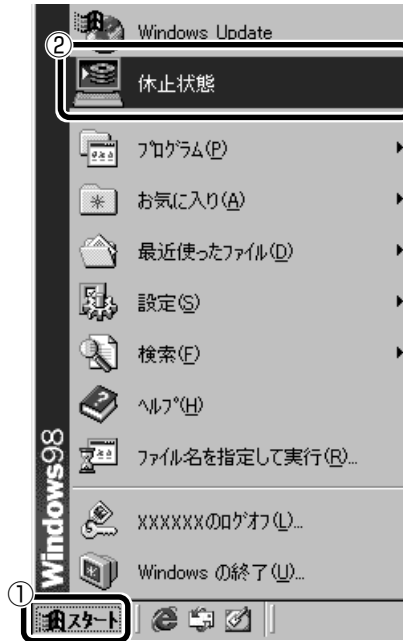 Windows Update
②
休止状態
ﾌﾟﾛｸﾞﾗﾑ(P)
お気に入り(A)
最近使ったﾌｧｲﾙ(D)
設定(S)
検索(F)
ﾍﾙﾌﾟ(H)
ﾌｧｲﾙ名を指定して実行(R)...
XXXXXXのﾛｸﾞｵﾌ(L)...
Windows の終了(U)...
Windows98
①
ｽﾀｰﾄ